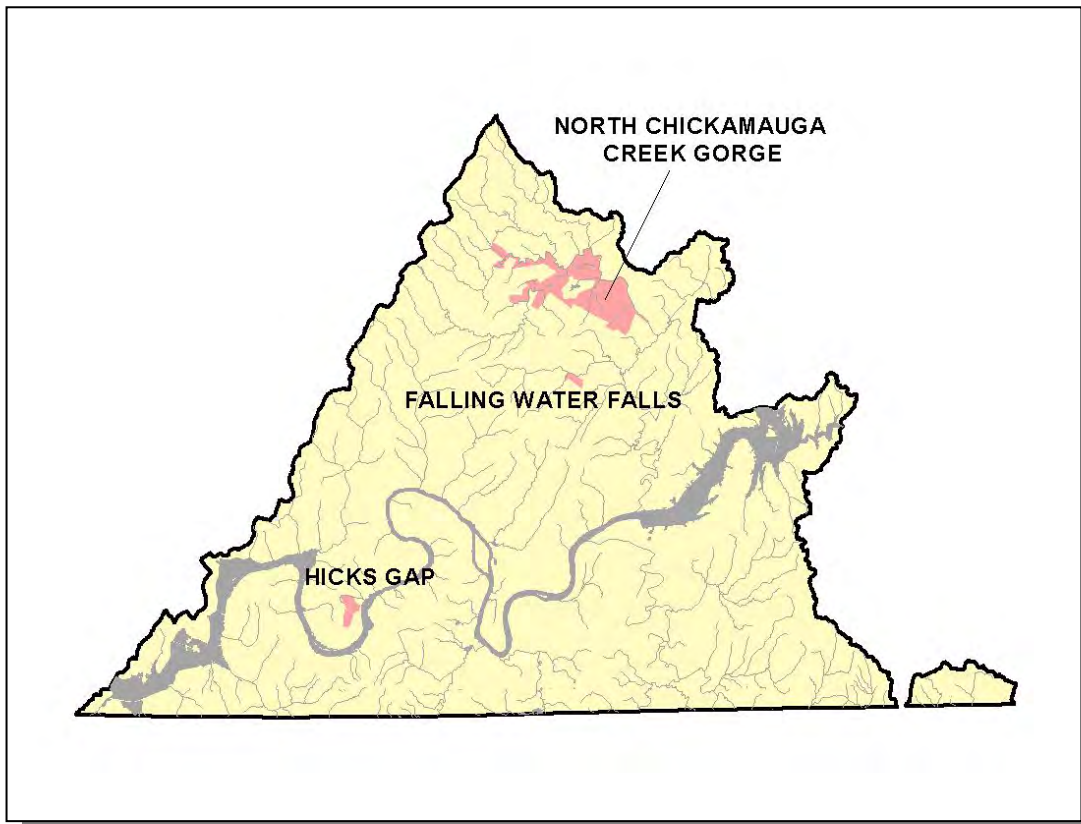 NORTH CHICKAMAUGA
CREEK GORGE
FALLING WATER FALLS
HICKS GAP